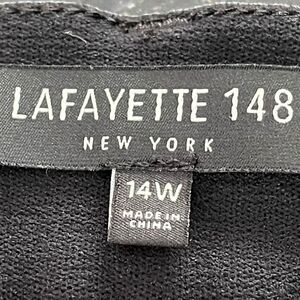 LAFAYETTE 148
NEW YORK
14W
MADE IN
CHINA